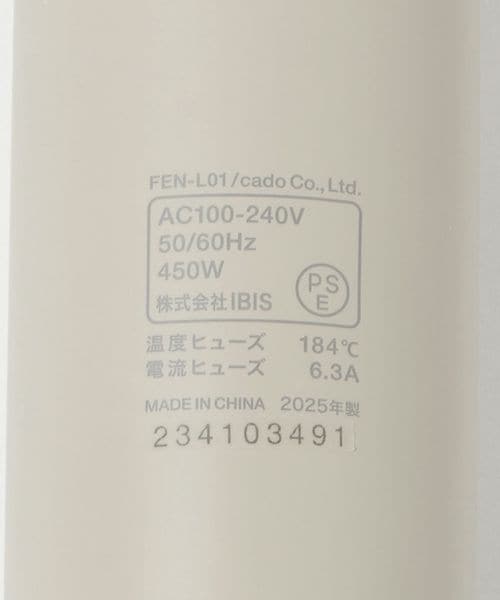 FEN-L01/cado Co., Ltd.
AC100-240V
50/60Hz
450W
株式会社IBIS
PS
E
温度ヒューズ 184℃
電流ヒューズ 6.3A
MADE IN CHINA 2025年製
234103491